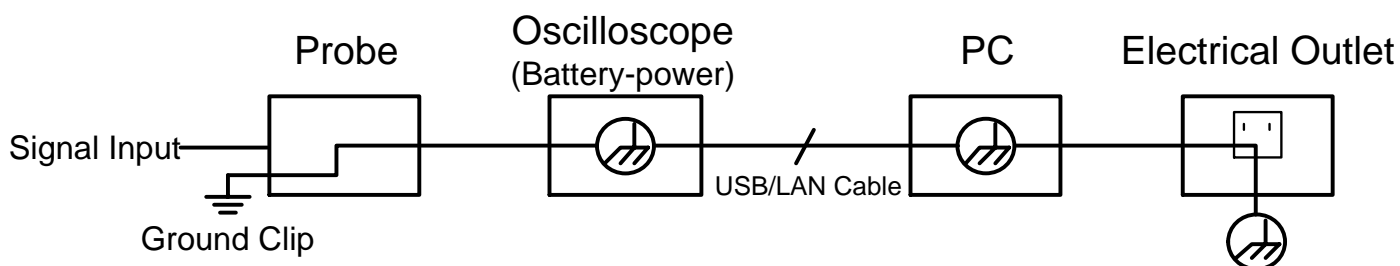 Probe
Oscilloscope
(Battery-power)
PC
Electrical Outlet
Signal Input
USB/LAN Cable
Ground Clip